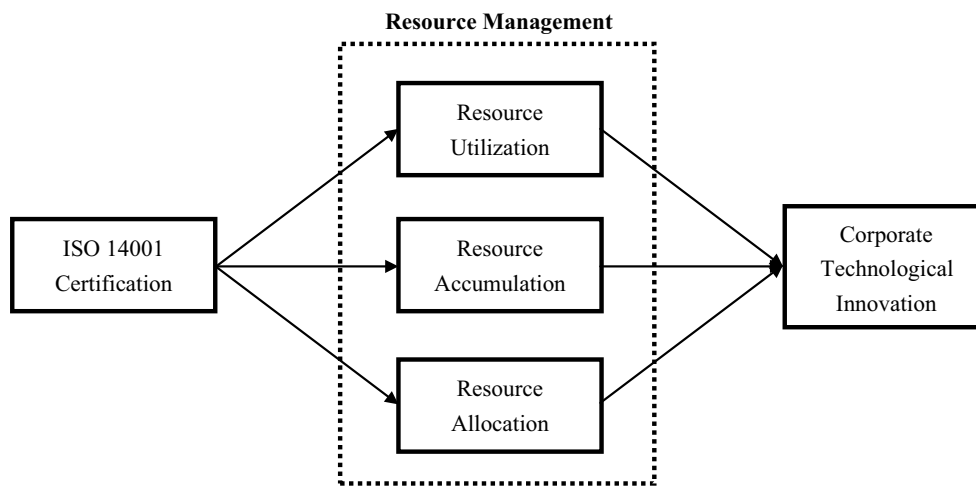 Resource Management
ISO 14001
Certification
Resource
Utilization
Resource
Accumulation
Resource
Allocation
Corporate
Technological
Innovation